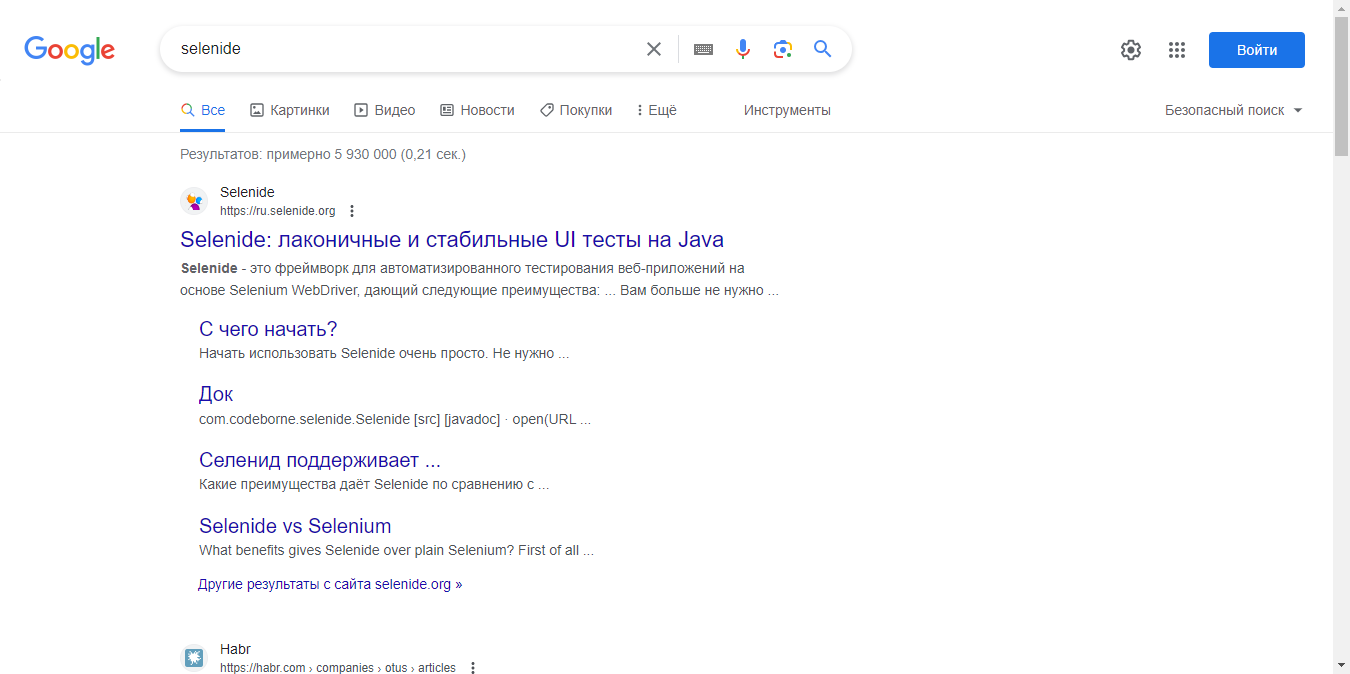 Google
selenide
Войти
Все Картинки Видео Новости Покупки Ещё Инструменты Безопасный поиск
Результатов: примерно 5 930 000 (0,21 сек.)
Selenide
https://ru.selenide.org
Selenide: лаконичные и стабильные UI тесты на Java
Selenide - это фреймворк для автоматизированного тестирования веб-приложений на
основе Selenium WebDriver, дающий следующие преимущества: ... Вам больше не нужно ...
С чего начать?
Начать использовать Selenide очень просто. Не нужно ...
Док
com.codeborne.selenide.Selenide [src] [javadoc] · open(URL ...
Селенид поддерживает ...
Какие преимущества даёт Selenide по сравнению с ...
Selenide vs Selenium
What benefits gives Selenide over plain Selenium? First of all ...
Другие результаты с сайта selenide.org »
Habr
https://habr.com › companies › otus › articles